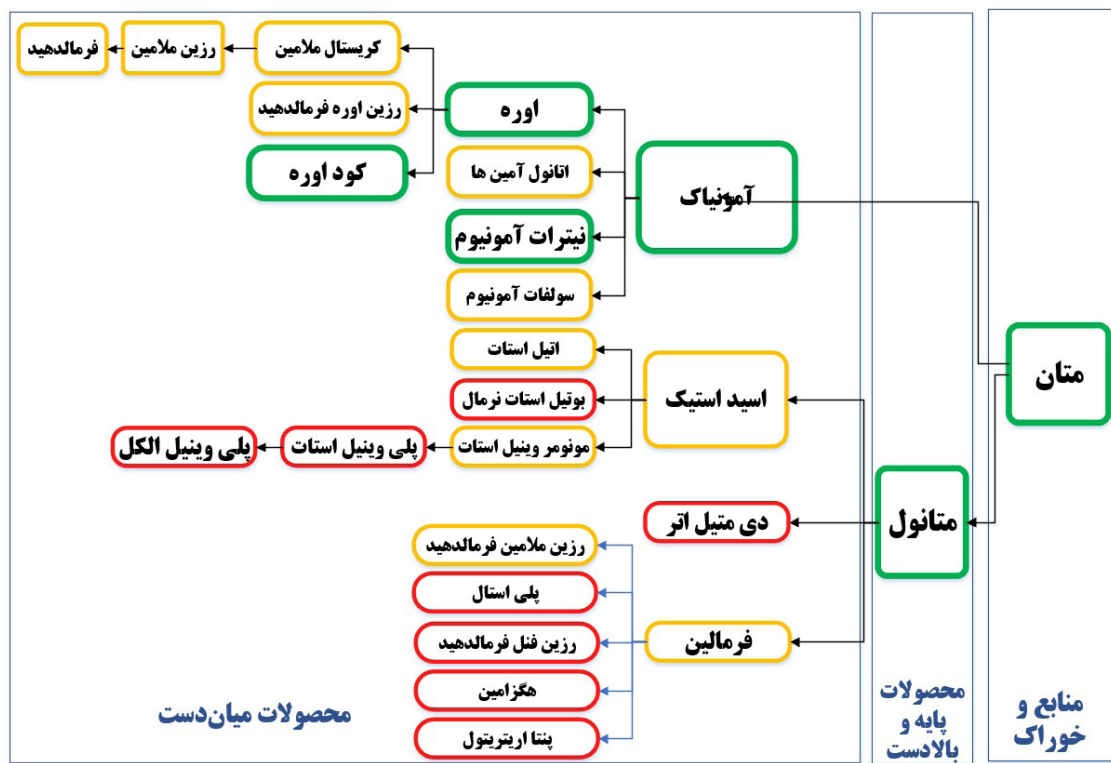 متان
منابع و
خوراک
متانول
محصولات
پایه و
بالادست
آمونیاک
اوره
کریستال ملامین
رزین ملامین
فرمالدهید
رزین اوره فرمالدهید
کود اوره
اتانول آمین ها
نیترات آمونیوم
سولفات آمونیوم
اسید استیک
اتیل استات
بوتیل استات نرمال
مونومر وینیل استات
پلی وینیل استات
پلی وینیل الکل
دی متیل اتر
فرمالین
رزین ملامین فرمالدهید
پلی استال
رزین فنل فرمالدهید
هگزامین
پنتا اریتریتول
محصولات میان‌دست